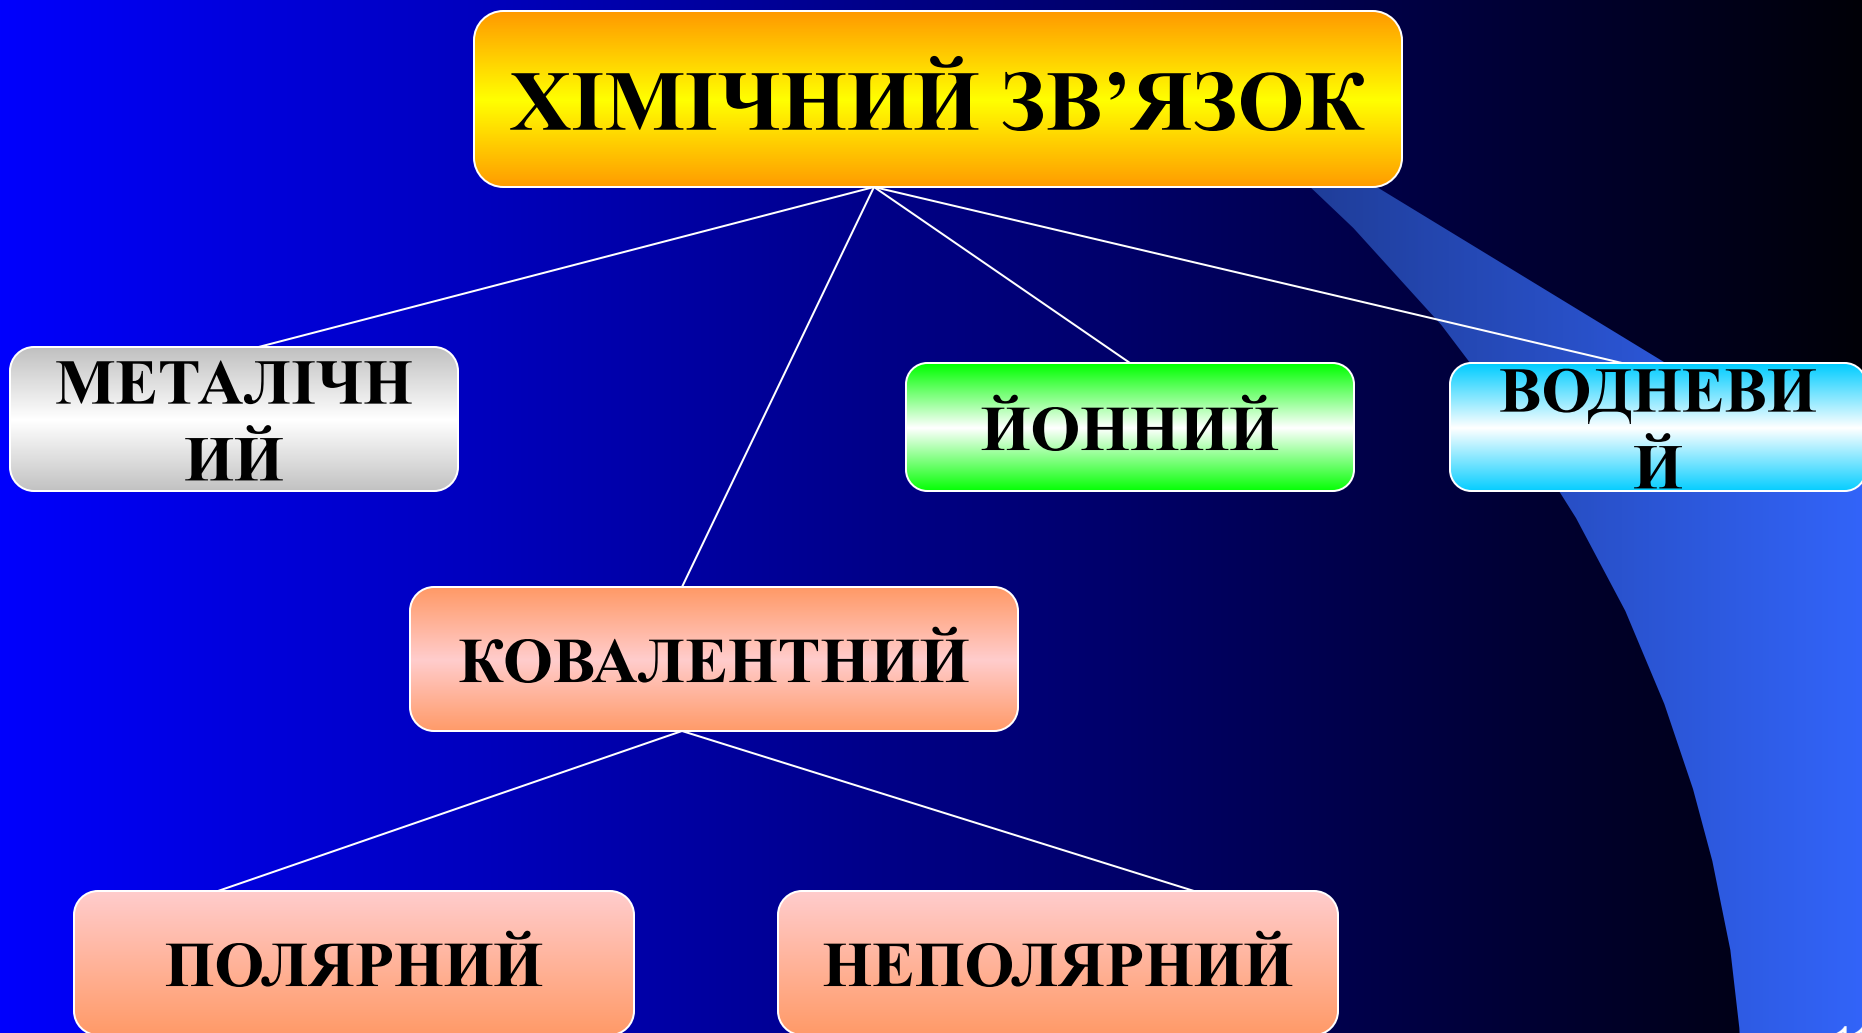 ХІМІЧНИЙ ЗВ’ЯЗОК
МЕТАЛІЧН
ИЙ
ЙОННИЙ
ВОДНЕВИ
Й
КОВАЛЕНТНИЙ
ПОЛЯРНИЙ
НЕПОЛЯРНИЙ